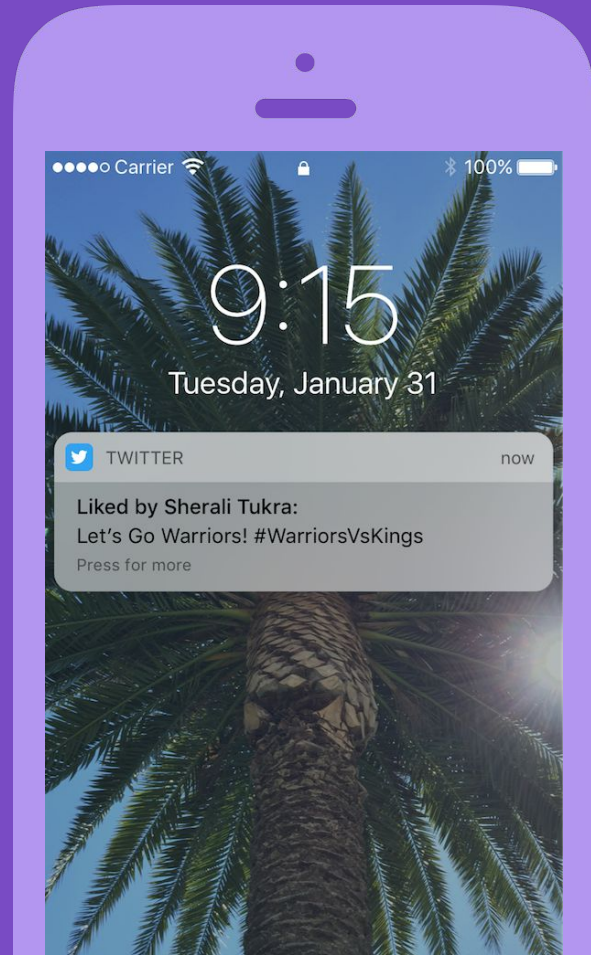 Carrier 100%
9:15
Tuesday, January 31
TWITTER now
Liked by Sherali Tukra:
Let's Go Warriors! #WarriorsVsKings
Press for more